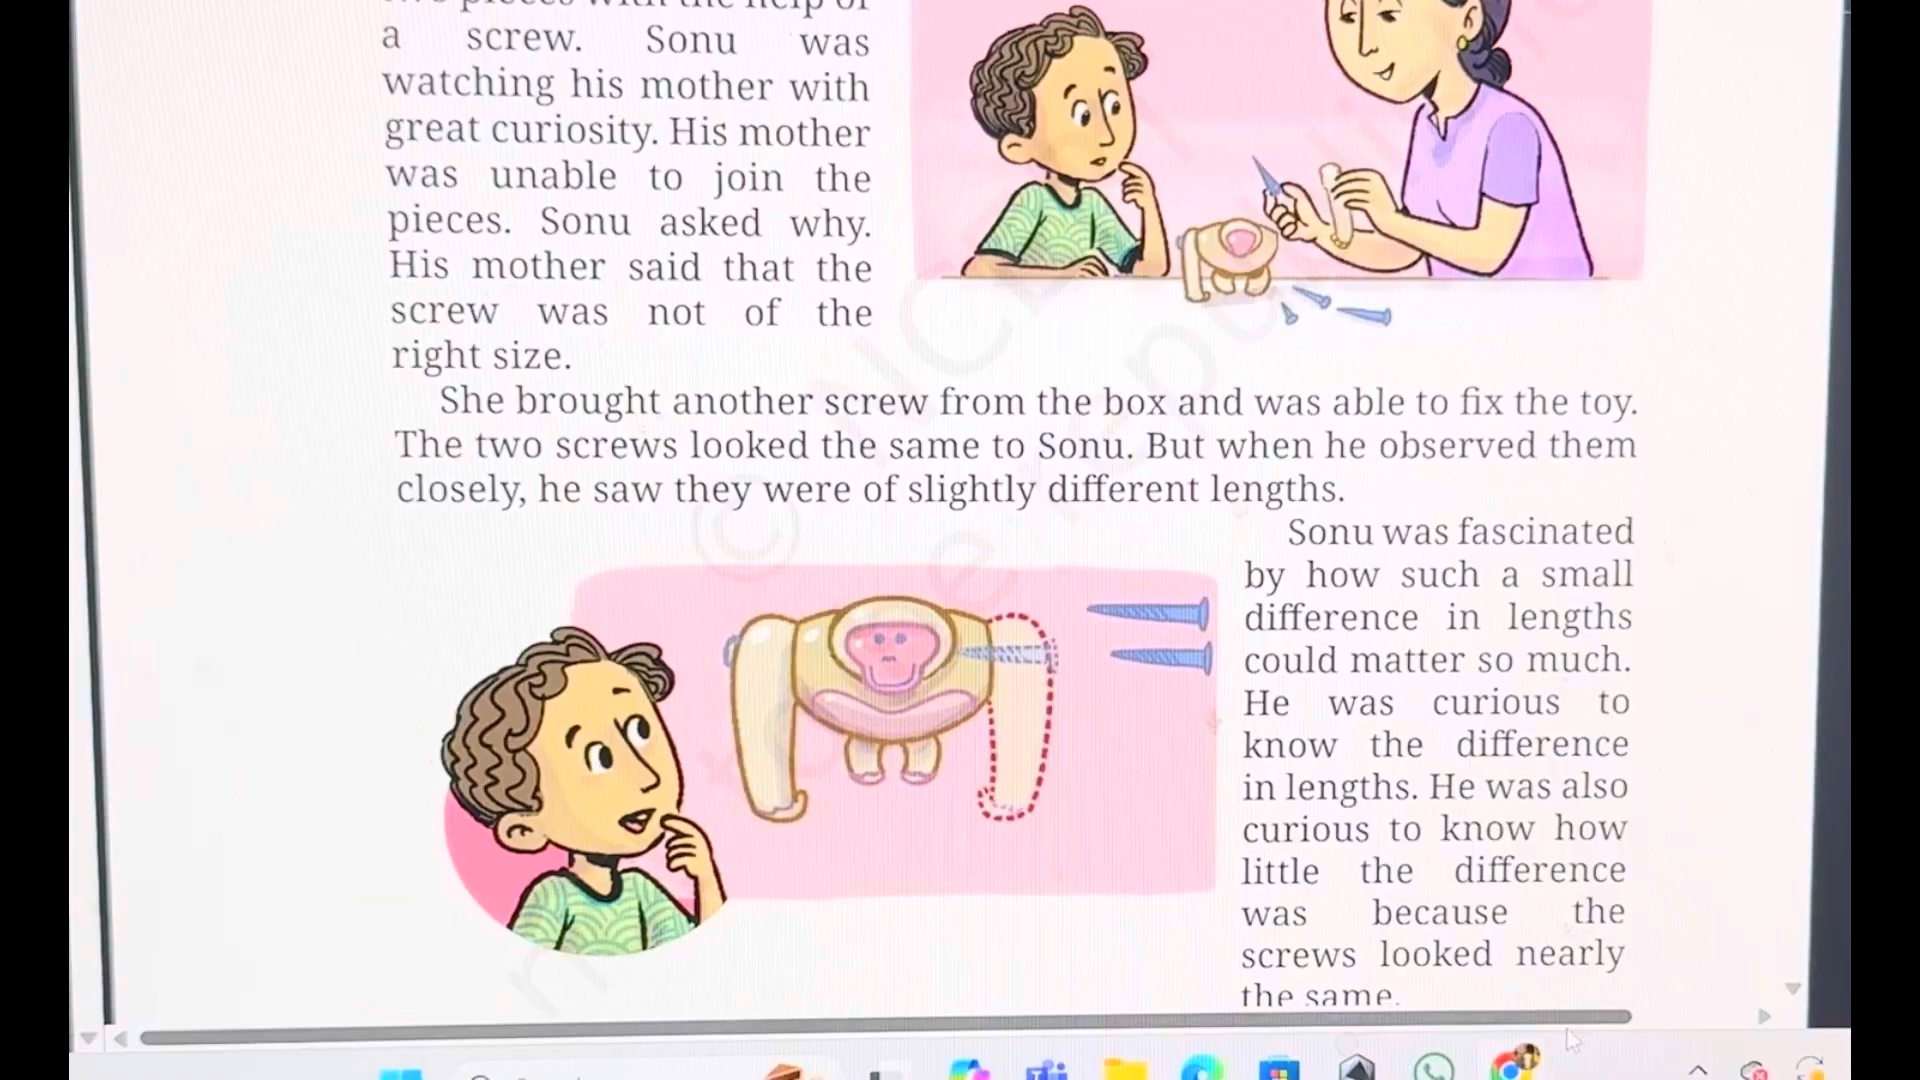 pieces with the help of
a screw. Sonu was
watching his mother with
great curiosity. His mother
was unable to join the
pieces. Sonu asked why.
His mother said that the
screw was not of the
right size.
She brought another screw from the box and was able to fix the toy.
The two screws looked the same to Sonu. But when he observed them
closely, he saw they were of slightly different lengths.
Sonu was fascinated
by how such a small
difference in lengths
could matter so much.
He was curious to
know the difference
in lengths. He was also
curious to know how
little the difference
was because the
screws looked nearly
the same.